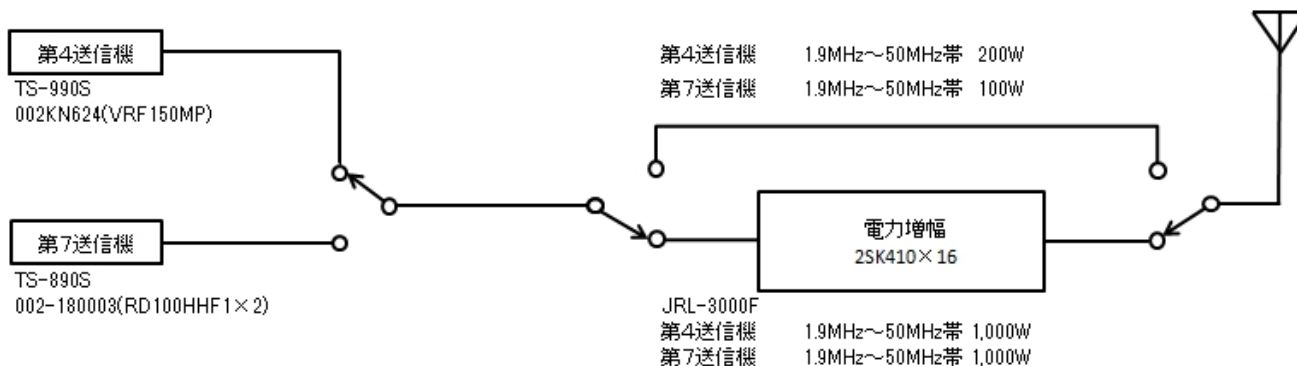 第4送信機
TS-990S
002KN624(VRF150MP)
第4送信機 1.9MHz～50MHz帯 200W
第7送信機 1.9MHz～50MHz帯 100W
第7送信機
TS-890S
002-180003(RD100HHF1×2)
電力増幅
2SK410×16
JRL-3000F
第4送信機 1.9MHz～50MHz帯 1,000W
第7送信機 1.9MHz～50MHz帯 1,000W